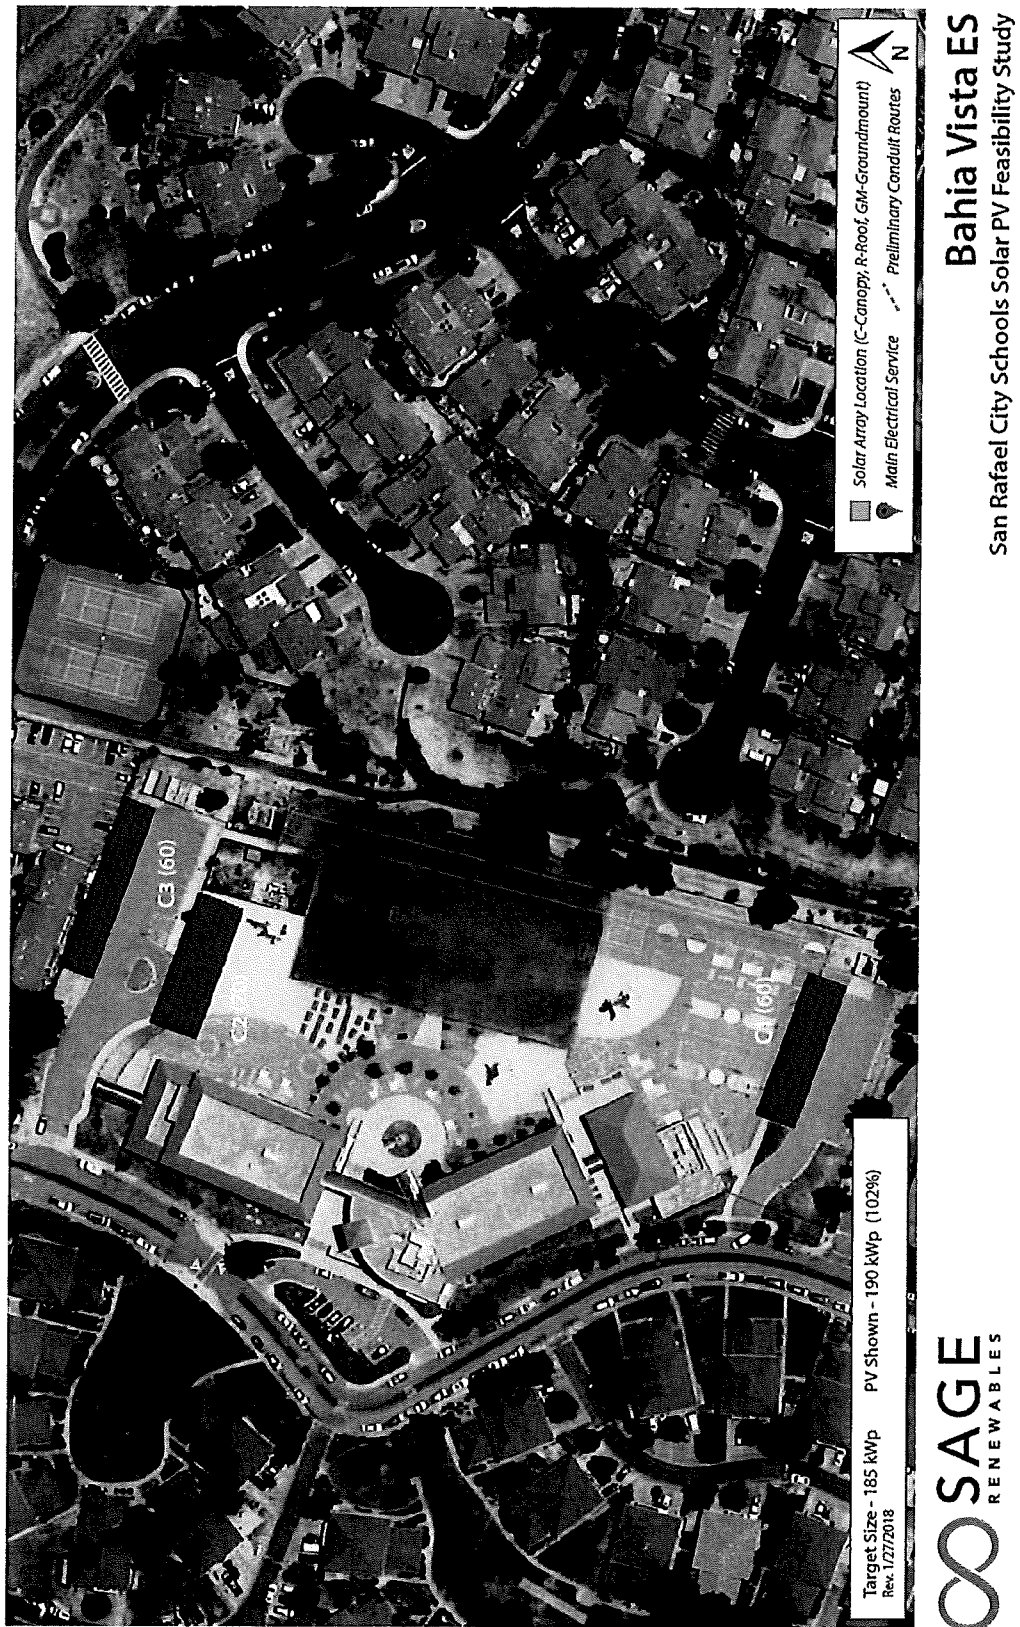 Bahia Vista ES
San Rafael City Schools Solar PV Feasibility Study
Solar Array Location (C-Canopy, R-Roof, GM-Groundmount)
Main Electrical Service
Preliminary Conduit Routes
N
C3 (60)
C2
(60)
Target Size - 185 kWp
PV Shown - 190 kWp (102%)
Rev. 1/27/2018
SAGE
RENEWABLES